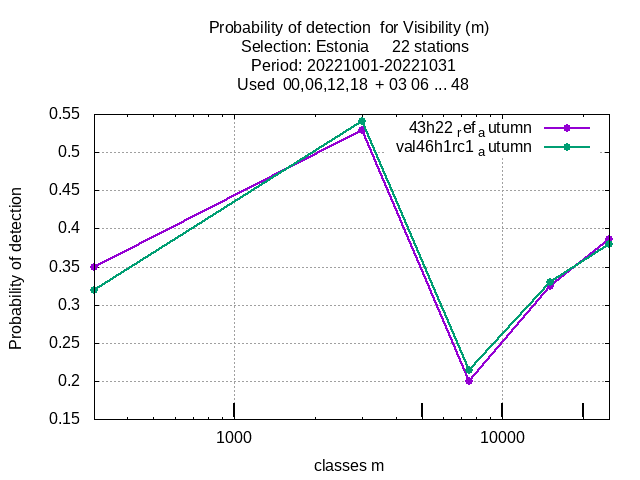 Probability of detection  for Visibility (m)
Selection: Estonia     22 stations
Period: 20221001-20221031
Used  00,06,12,18  + 03 06 ... 48
43h22_ref_autumn
val46h1rc1_autumn
0.55
0.5
0.45
0.4
0.35
0.3
0.25
0.2
0.15
Probability of detection
1000
10000
classes m